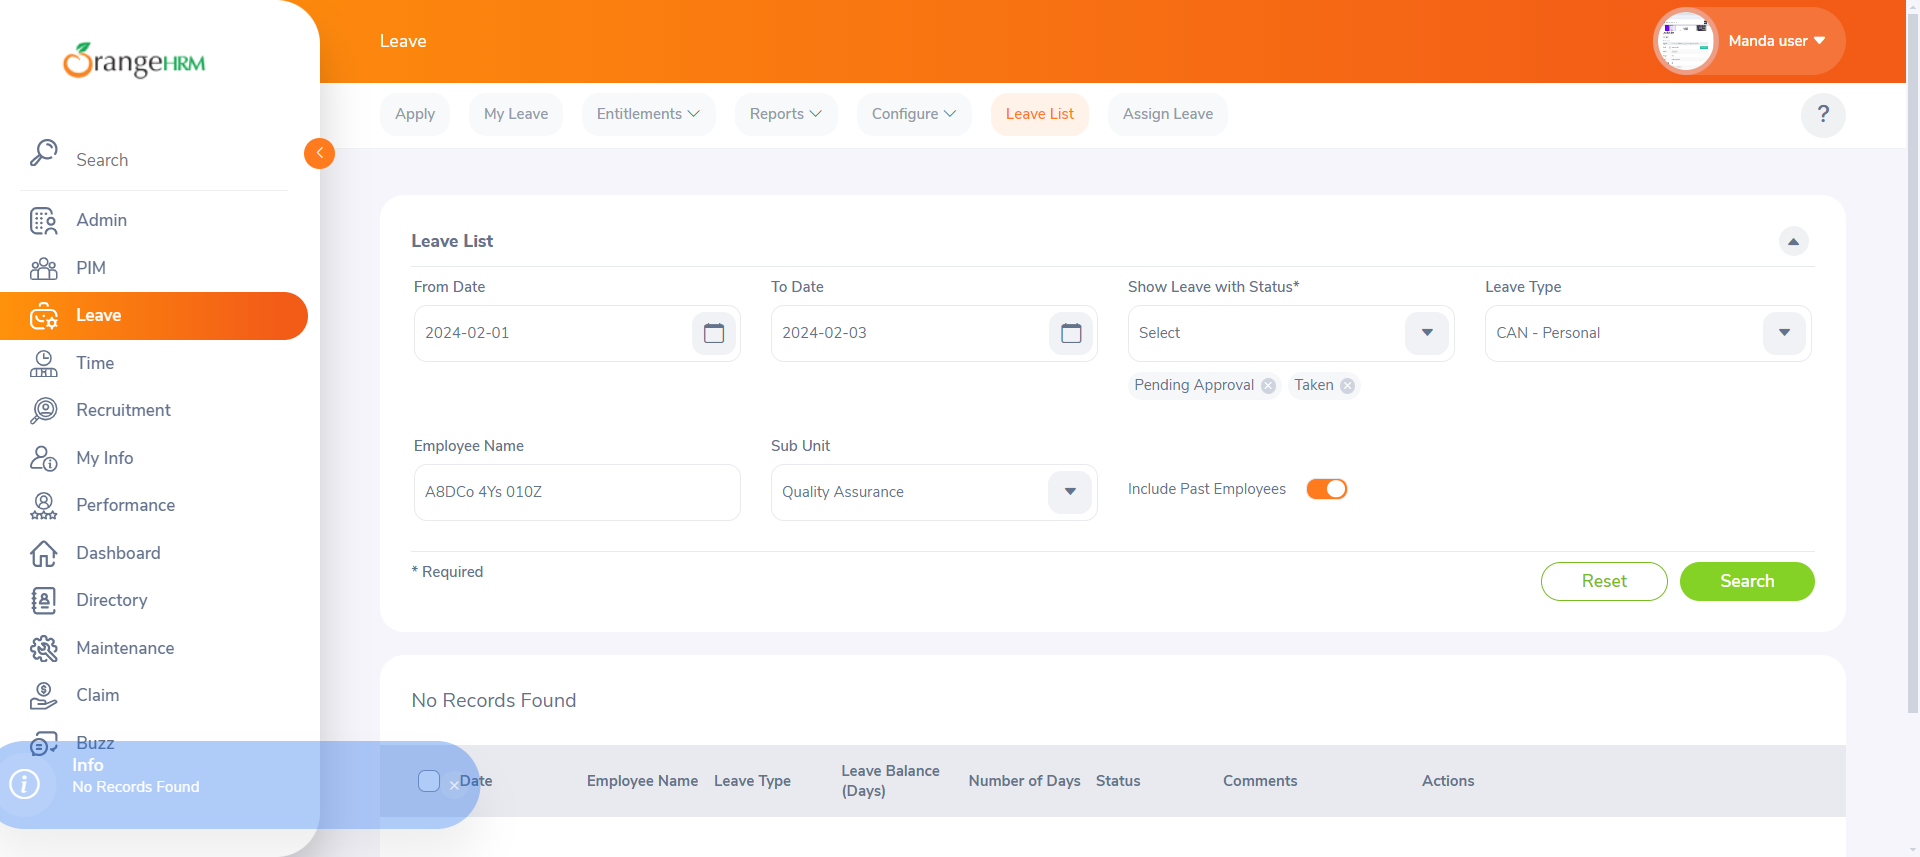 OrangeHRM
Leave
Manda user
Apply
My Leave
Entitlements
Reports
Configure
Leave List
Assign Leave
?
Search
Admin
PIM
Leave
Time
Recruitment
My Info
Performance
Dashboard
Directory
Maintenance
Claim
Buzz
Leave List
From Date
To Date
Show Leave with Status*
Leave Type
2024-02-01
2024-02-03
Select
CAN - Personal
Pending Approval
Taken
Employee Name
Sub Unit
A8DCo 4Ys 010Z
Quality Assurance
Include Past Employees
* Required
Reset
Search
No Records Found
Date
Employee Name
Leave Type
Leave Balance
(Days)
Number of Days
Status
Comments
Actions
Info
No Records Found